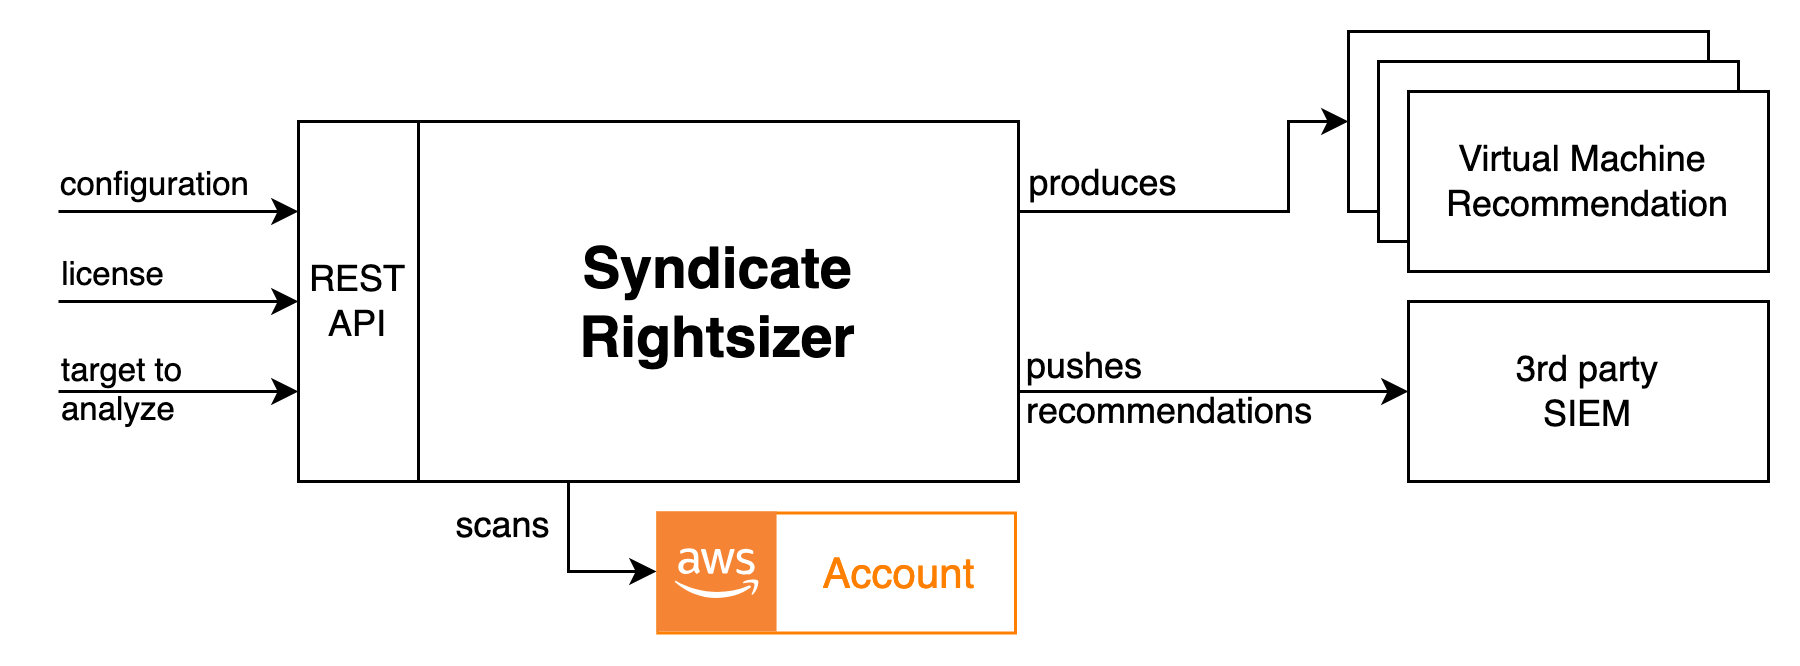 configuration
license
target to
analyze
REST
API
Syndicate
Rightsizer
produces
pushes
recommendations
scans
aws
Account
Virtual Machine
Recommendation
3rd party
SIEM